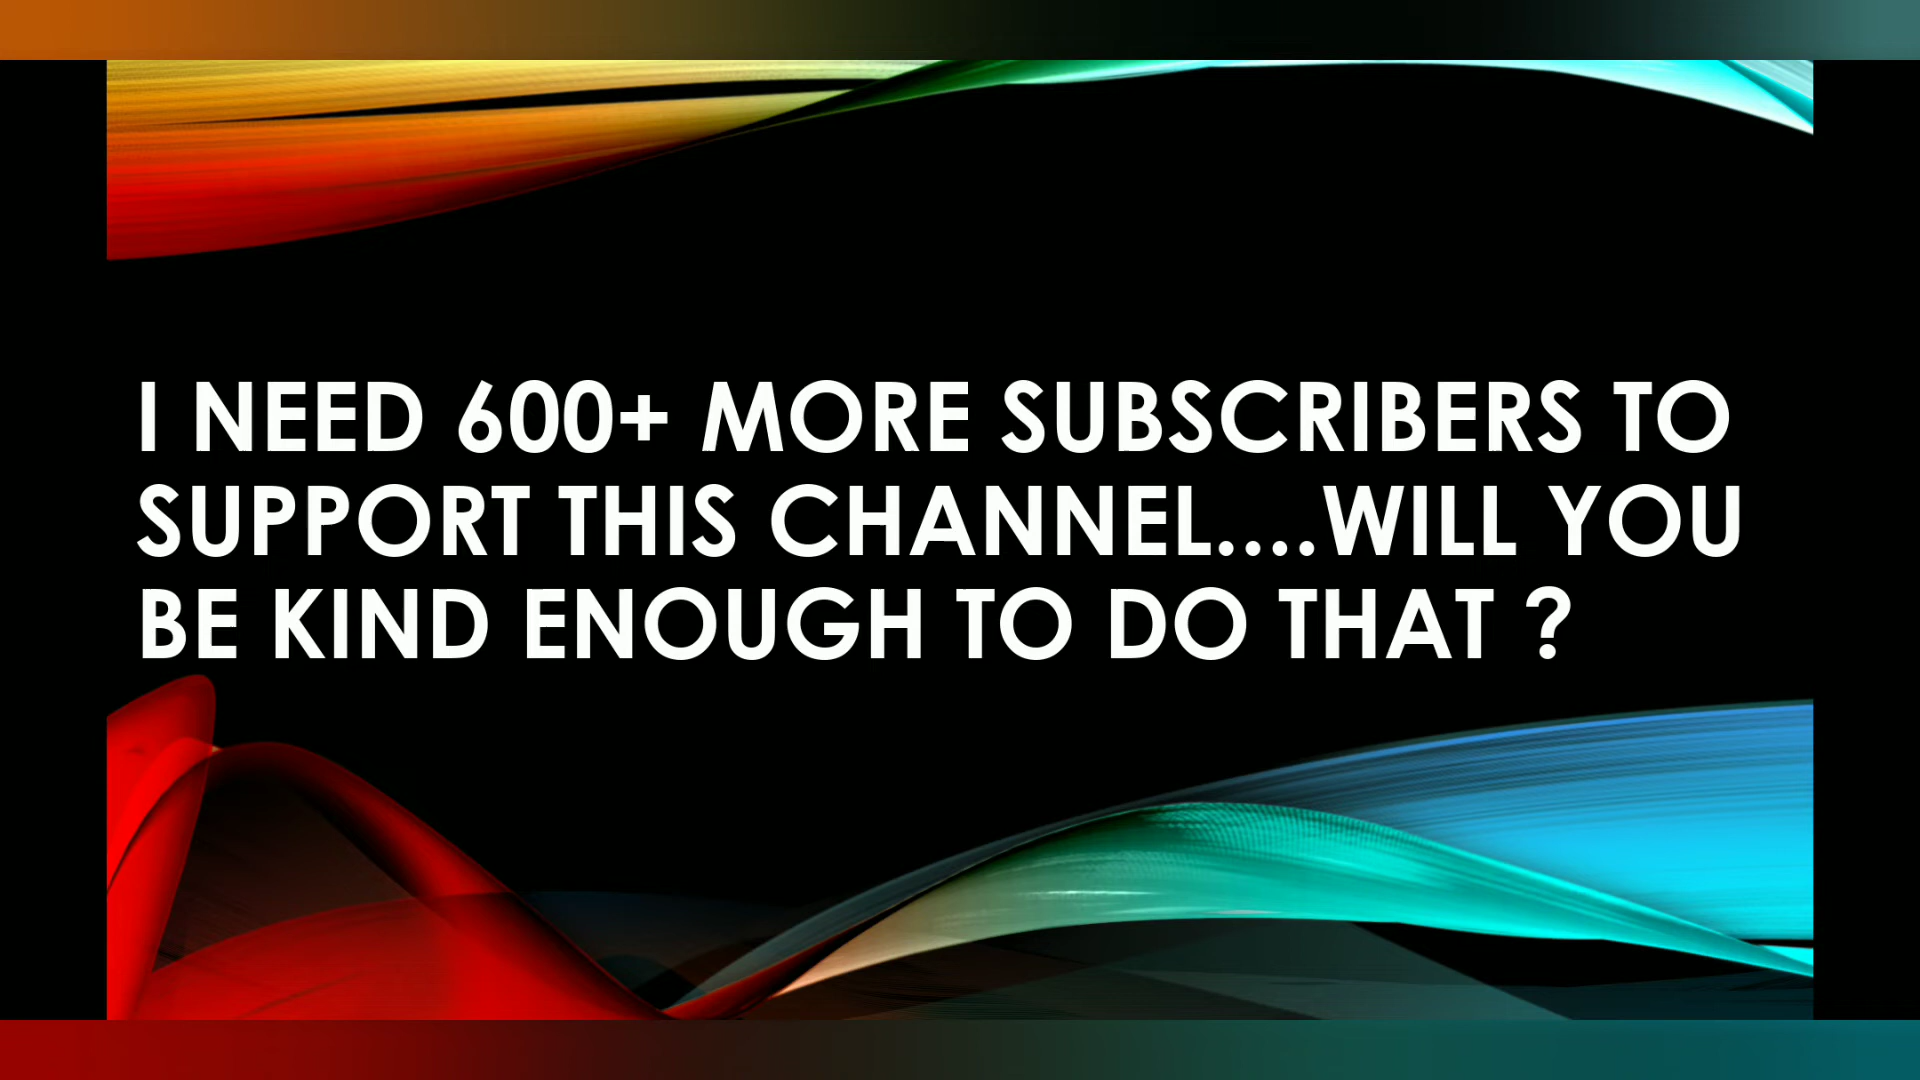 I NEED 600+ MORE SUBSCRIBERS TO
SUPPORT THIS CHANNEL....WILL YOU
BE KIND ENOUGH TO DO THAT ?